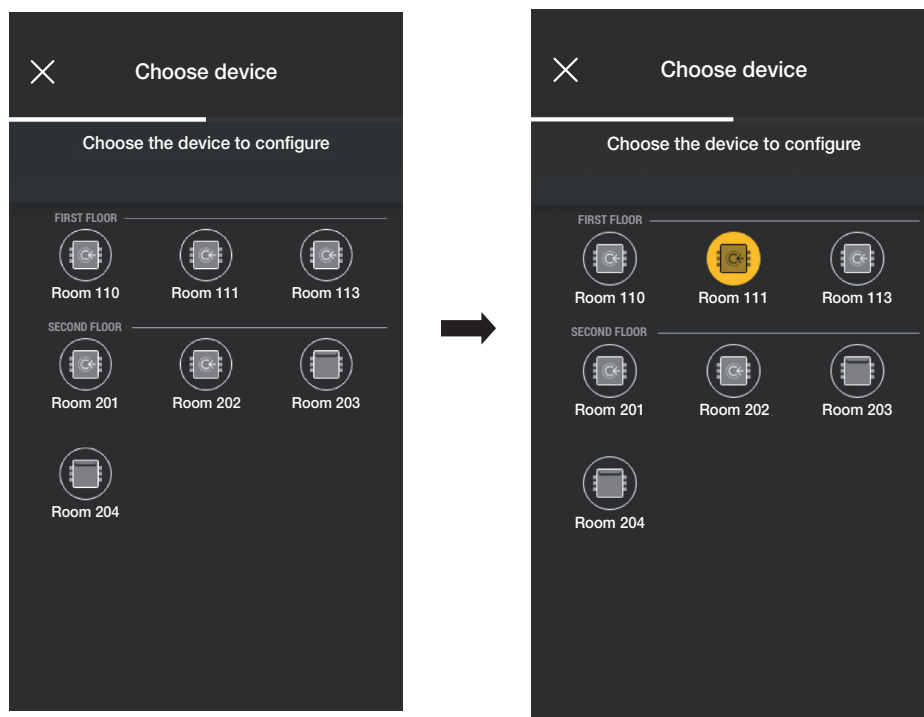 Choose device
Choose the device to configure
FIRST FLOOR
Room 110 Room 111 Room 113
SECOND FLOOR
Room 201 Room 202 Room 203
Room 204
Choose device
Choose the device to configure
FIRST FLOOR
Room 110 Room 111 Room 113
SECOND FLOOR
Room 201 Room 202 Room 203
Room 204